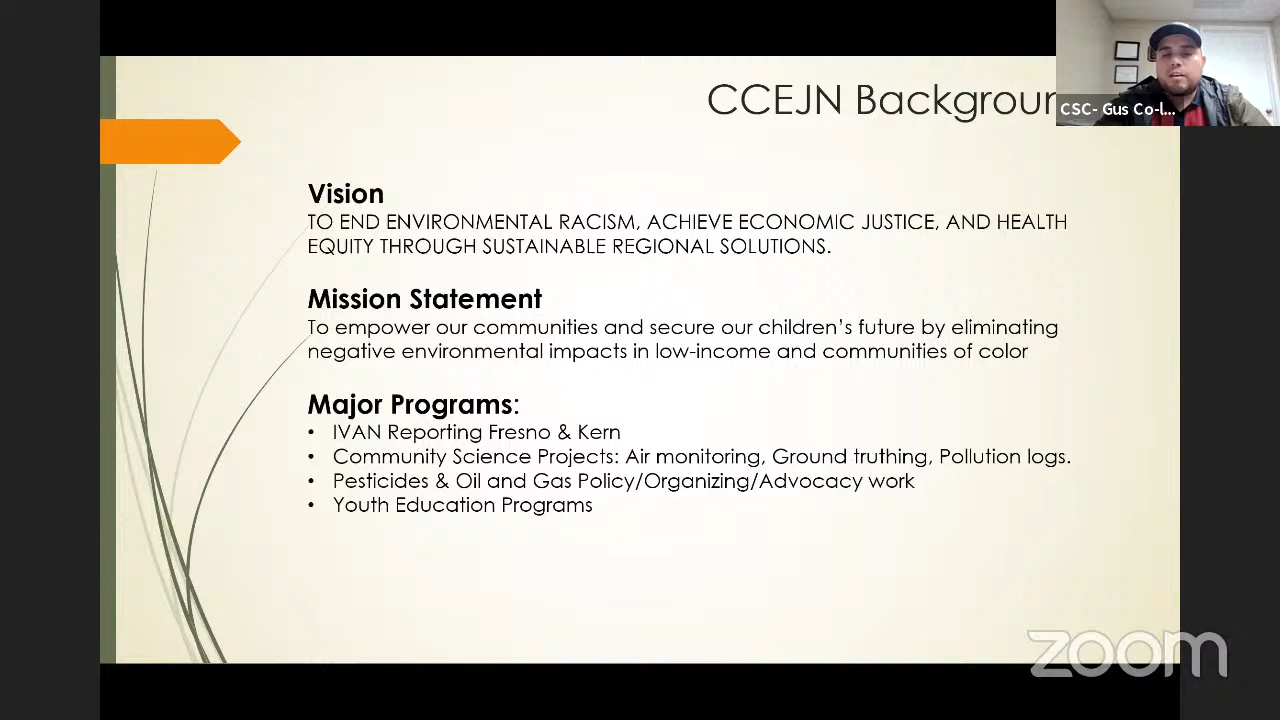 CCEJN Backgroun
CSC- Gus Co-l...
Vision
TO END ENVIRONMENTAL RACISM, ACHIEVE ECONOMIC JUSTICE, AND HEALTH
EQUITY THROUGH SUSTAINABLE REGIONAL SOLUTIONS.
Mission Statement
To empower our communities and secure our children’s future by eliminating
negative environmental impacts in low-income and communities of color
Major Programs:
• IVAN Reporting Fresno & Kern
• Community Science Projects: Air monitoring, Ground truthing, Pollution logs.
• Pesticides & Oil and Gas Policy/Organizing/Advocacy work
• Youth Education Programs
zoom